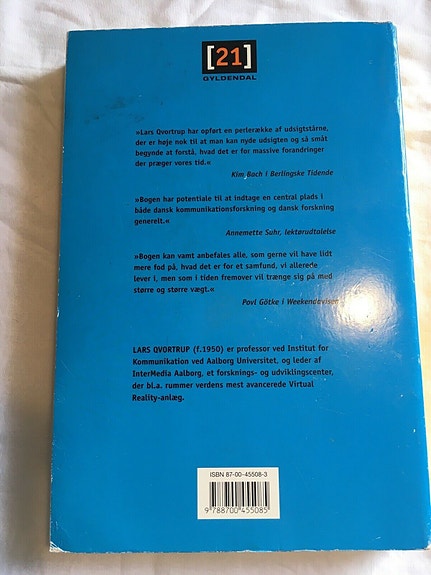 [21]
GYLDENDAL
»Lars Qvortrup har opført en perlerække af udsigtstårne,
der er høje nok til at man kan nyde udsigten og så småt
begynde at forstå, hvad det er for massive forandringer
der præger vores tid.«
Kim Bach i Berlingske Tidende
»Bogen har potentiale til at indtage en central plads i
både dansk kommunikationsforskning og dansk forskning
generelt.«
Annemette Suhr, lektørudtalelse
»Bogen kan varmt anbefales alle, som gerne vil have lidt
mere fod på, hvad det er for et samfund, vi allerede
lever i, men som i tiden fremover vil trænge sig på med
større og større vægt.«
Povl Götke i Weekendavisen
LARS QVORTRUP (f.1950) er professor ved Institut for
Kommunikation ved Aalborg Universitet, og leder af
InterMedia Aalborg, et forsknings- og udviklingscenter,
der bl.a. rummer verdens mest avancerede Virtual
Reality-anlæg.
ISBN 87-00-45508-3
9 788700 455085